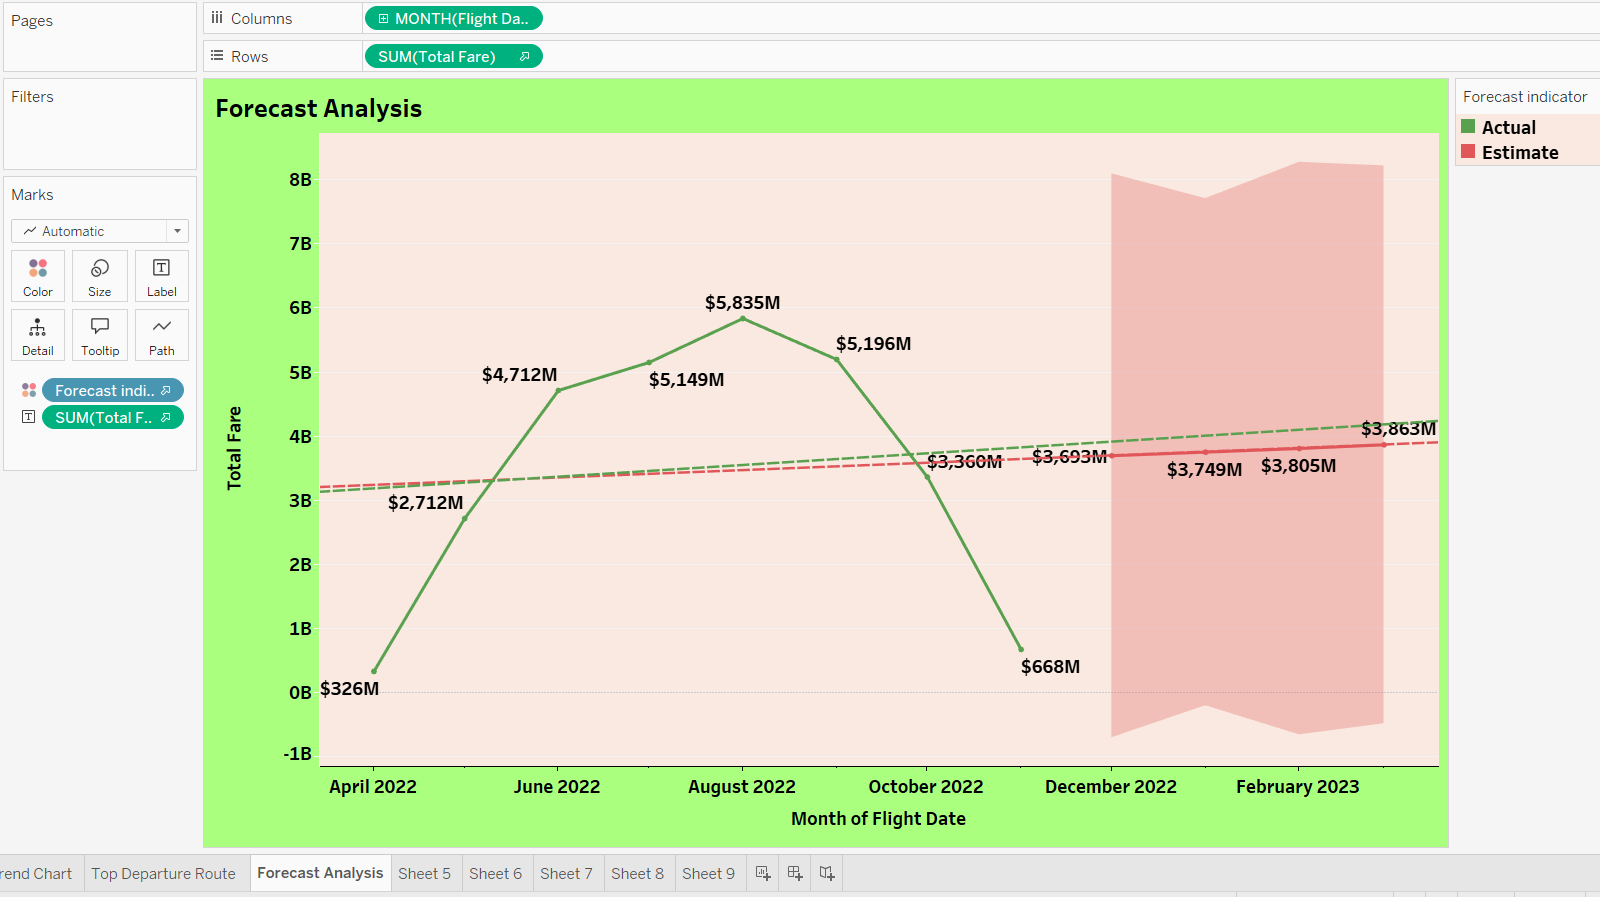 Pages
Columns
MONTH(Flight Da..
Rows
SUM(Total Fare)
Filters
Marks
Automatic
Color
Size
Label
Detail
Tooltip
Path
Forecast indi..
SUM(Total F..
Forecast Analysis
Forecast indicator
Actual
Estimate
8B
7B
6B
5B
4B
3B
2B
1B
0B
-1B
Total Fare
$326M
$2,712M
$4,712M
$5,149M
$5,835M
$5,196M
$3,360M
$668M
$3,693M
$3,749M
$3,805M
$3,863M
April 2022
June 2022
August 2022
October 2022
December 2022
February 2023
Month of Flight Date
rend Chart
Top Departure Route
Forecast Analysis
Sheet 5
Sheet 6
Sheet 7
Sheet 8
Sheet 9